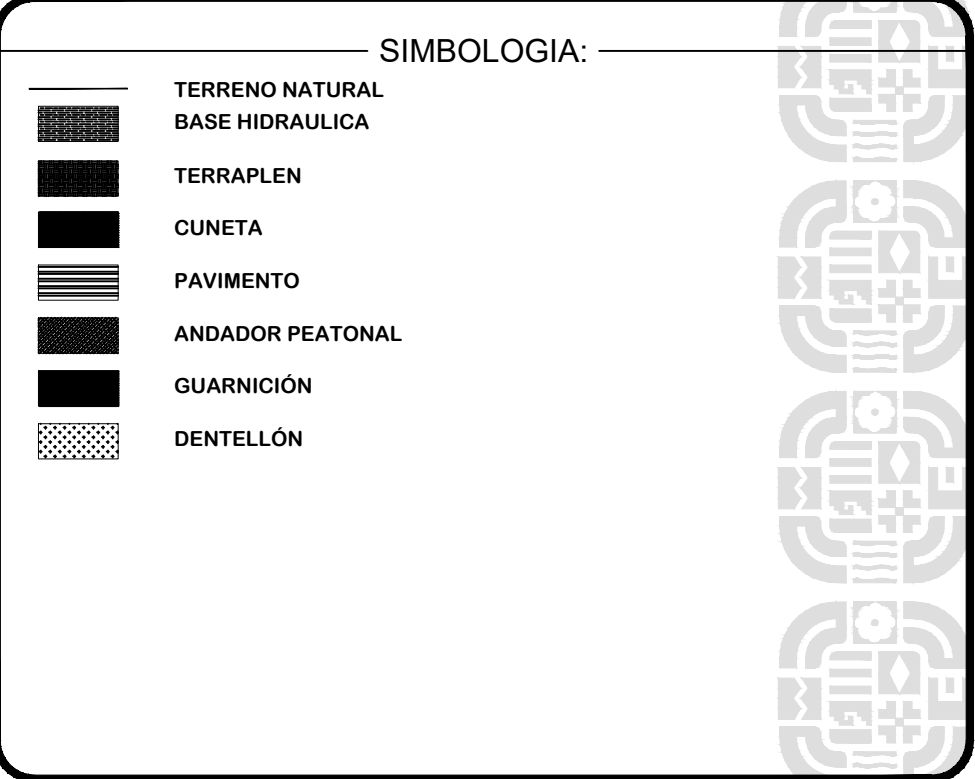 SIMBOLOGIA:
TERRENO NATURAL
BASE HIDRAULICA
TERRAPLEN
CUNETA
PAVIMENTO
ANDADOR PEATONAL
GUARNICIÓN
DENTELLÓN